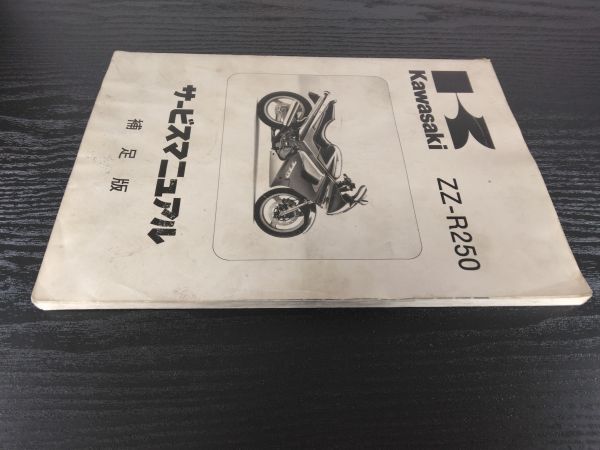 Kawasaki
ZZ-R250
サービスマニュアル
補足版